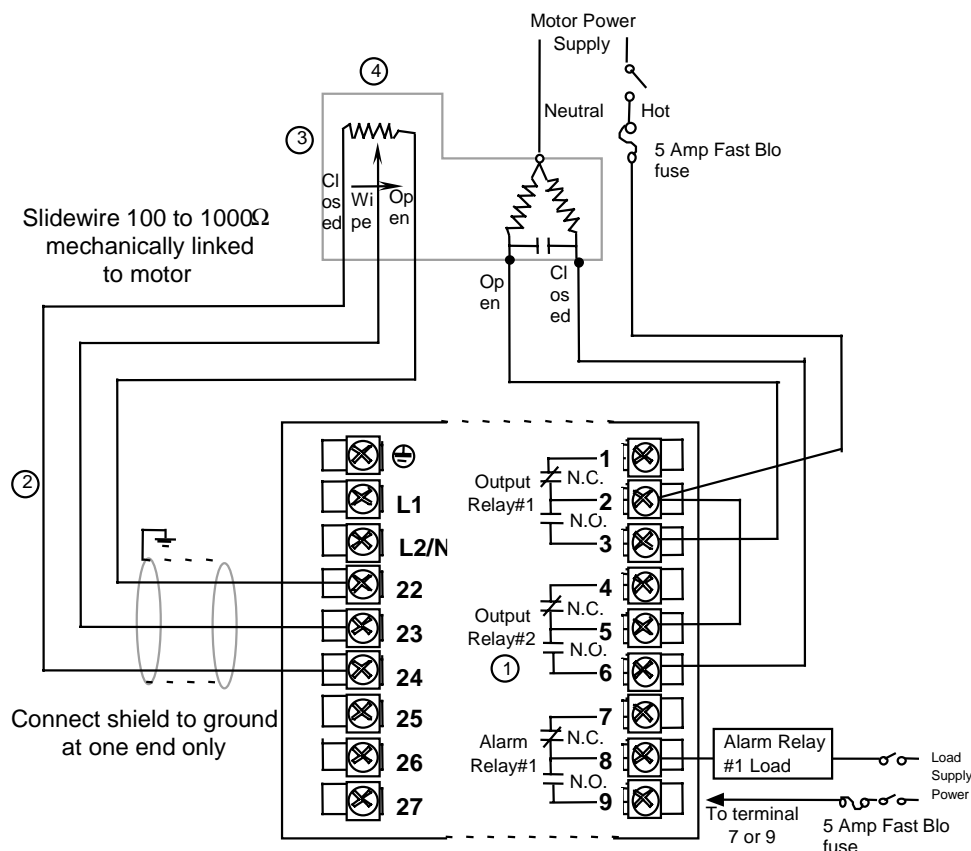 Motor Power
Supply
4
Neutral
Hot
3
5 Amp Fast Blo
fuse
Cl
os
ed
Wi
pe
Op
en
Slidewire 100 to 1000Ω
mechanically linked
to motor
Op
en
Cl
os
ed
2
L1
L2/N
22
23
24
25
26
27
Output
Relay#1
N.C.
N.O.
1
2
3
Output
Relay#2
1
N.C.
N.O.
4
5
6
Alarm
Relay#1
N.C.
N.O.
7
8
9
Connect shield to ground
at one end only
Alarm Relay
#1 Load
Load
Supply
Power
To terminal
7 or 9
5 Amp Fast Blo
fuse